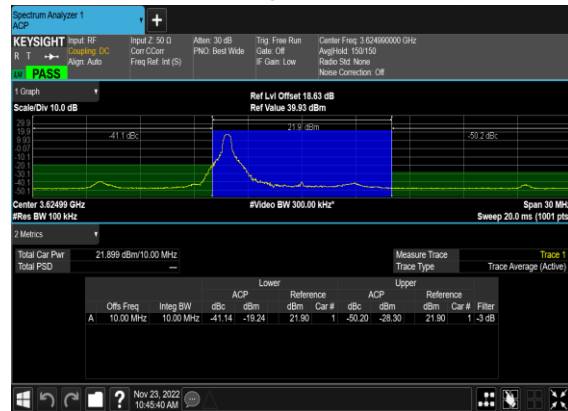 Spectrum Analyzer 1
ACP
+
KEYSIGHT Input: RF Input Z: 50 Ω Atten: 30 dB Trig: Free Run Center Freq: 3.624990000 GHz
R T Coupling: DC Corr CCorr PNO: Best Wide Gate: Off Avg|Hold: 150/150
Align: Auto Freq Ref: Int (S) IF Gain: Low Radio Std: None
LXI PASS Noise Correction: Off
1 Graph Ref Lvl Offset 18.63 dB
Scale/Div 10.0 dB Ref Value 39.93 dBm
29.9
19.9
9.93
-0.07
-10.1
-20.1
-30.1
-40.1
-50.1
-41.1 dBc 21.9 dBm -50.2 dBc
Center 3.62499 GHz #Video BW 300.00 kHz* Span 30 MHz
#Res BW 100 kHz Sweep 20.0 ms (1001 pts
2 Metrics
Total Car Pwr 21.899 dBm/10.00 MHz Measure Trace Trace 1
Total PSD --- Trace Type Trace Average (Active)
Lower Upper
ACP Reference ACP Reference
Offs Freq Integ BW dBc dBm dBm Car # dBc dBm dBm Car # Filter
A 10.00 MHz 10.00 MHz -41.14 -19.24 21.90 1 -50.20 -28.30 21.90 1 -3 dB
? Nov 23, 2022
10:45:40 AM